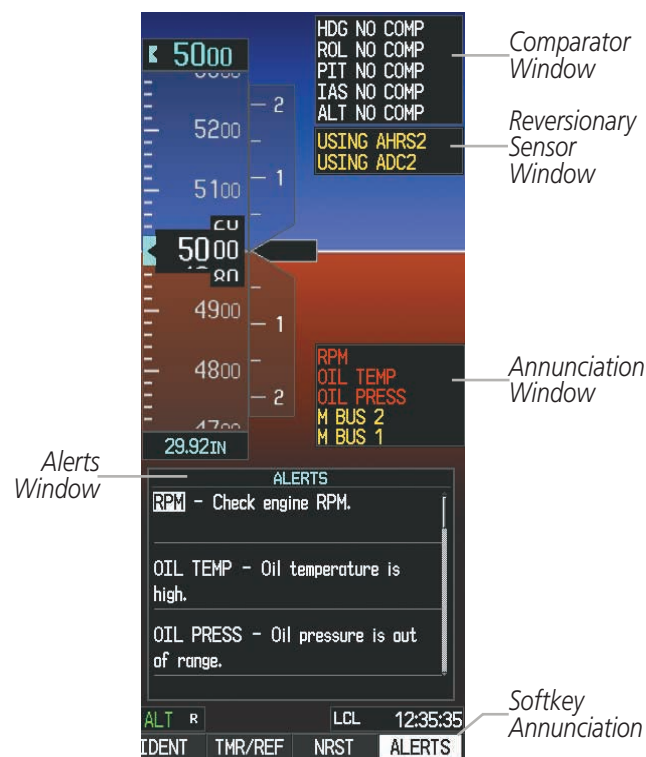 HDG NO COMP
ROL NO COMP
PIT NO COMP
IAS NO COMP
ALT NO COMP
Comparator
Window
USING AHRS2
USING ADC2
Reversionary
Sensor
Window
5000
2
5200
1
5100
20
5000
80
4900
1
4800
2
4700
29.92IN
RPM
OIL TEMP
OIL PRESS
M BUS 2
M BUS 1
Annunciation
Window
Alerts
Window
ALERTS
RPM - Check engine RPM.
OIL TEMP - Oil temperature is
high.
OIL PRESS - Oil pressure is out
of range.
ALT R
LCL 12:35:35
IDENT TMR/REF NRST ALERTS
Softkey
Annunciation